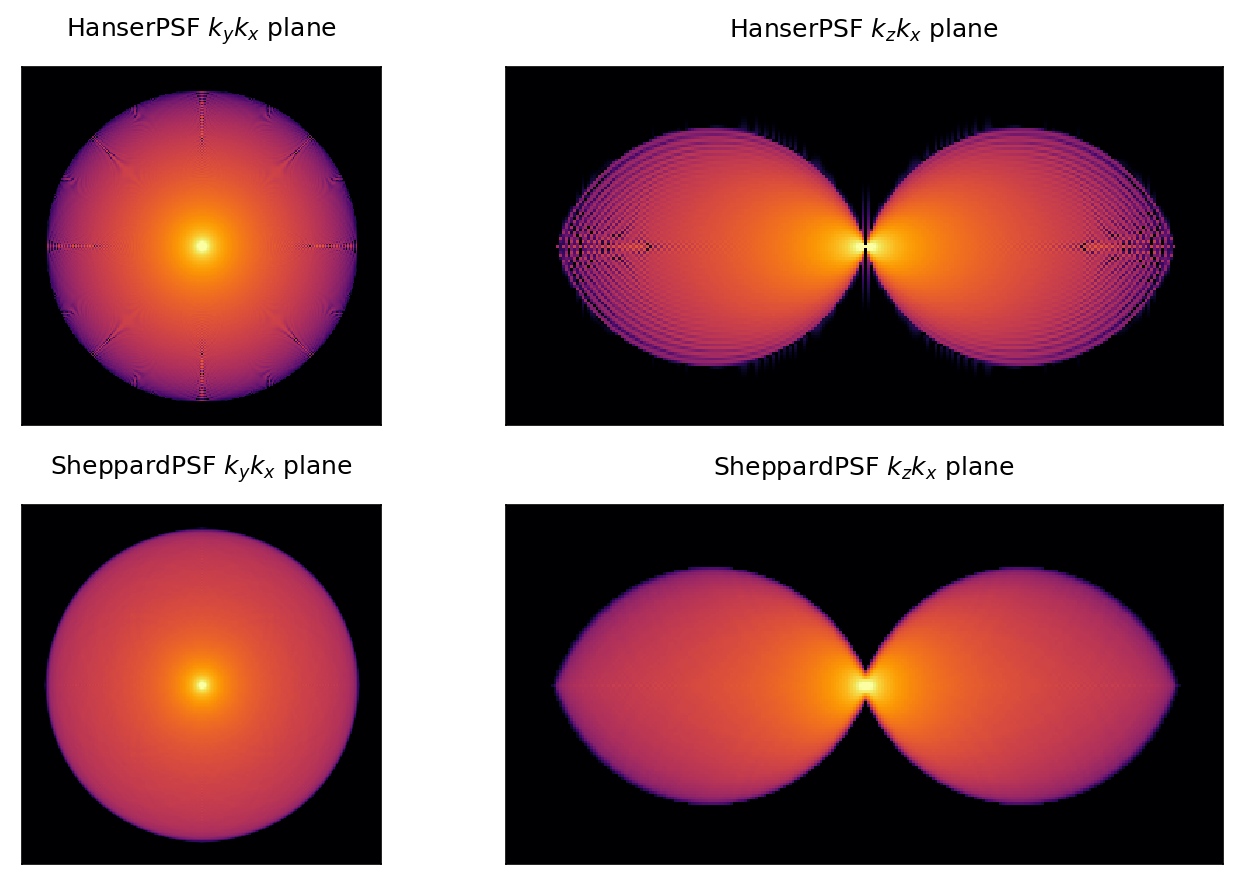 HanserPSF $k_y k_x$ plane
HanserPSF $k_z k_x$ plane
SheppardPSF $k_y k_x$ plane
SheppardPSF $k_z k_x$ plane